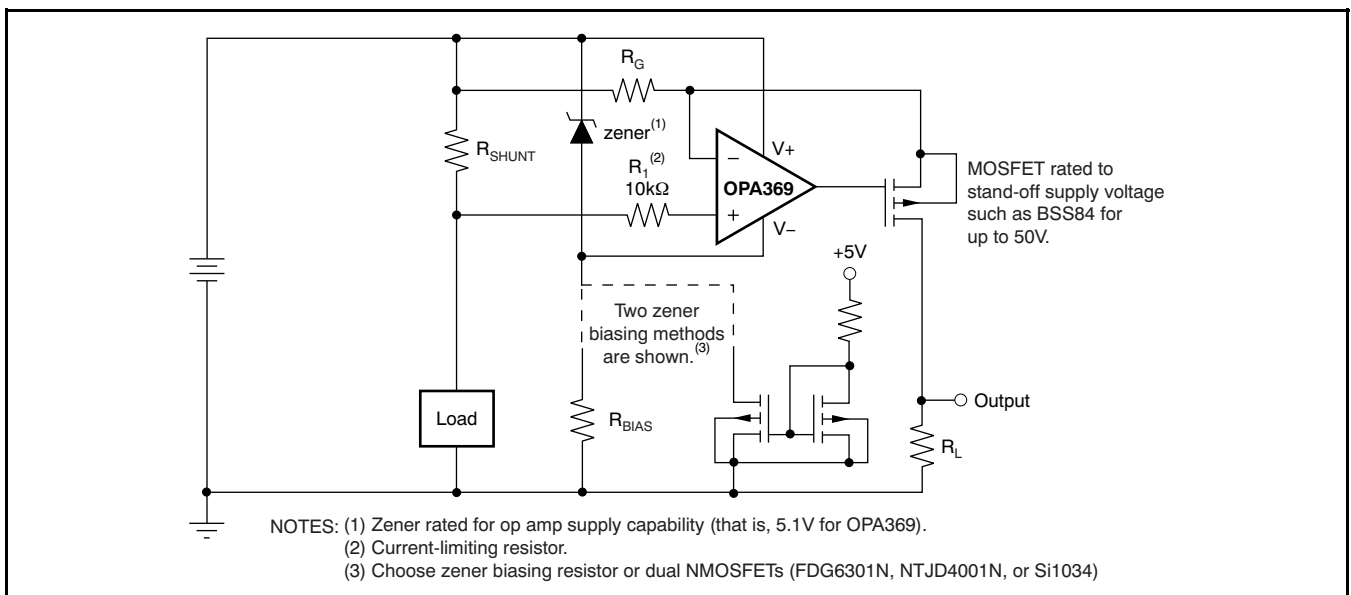 R_G
zener(1)
R_SHUNT
R_1(2)
10kΩ
OPA369
−
+
V+
V−
MOSFET rated to
stand-off supply voltage
such as BSS84 for
up to 50V.
+5V
Two zener
biasing methods
are shown.(3)
Load
R_BIAS
Output
R_L
NOTES: (1) Zener rated for op amp supply capability (that is, 5.1V for OPA369).
(2) Current-limiting resistor.
(3) Choose zener biasing resistor or dual NMOSFETs (FDG6301N, NTJD4001N, or Si1034)